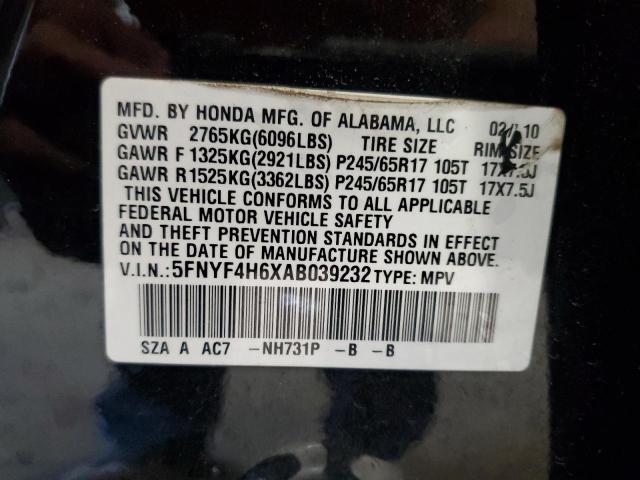 MFD. BY HONDA MFG. OF ALABAMA, LLC 02/10
GVWR 2765KG(6096LBS) TIRE SIZE RIM SIZE
GAWR F 1325KG(2921LBS) P245/65R17 105T 17X7.5J
GAWR R1525KG(3362LBS) P245/65R17 105T 17X7.5J
THIS VEHICLE CONFORMS TO ALL APPLICABLE
FEDERAL MOTOR VEHICLE SAFETY
AND THEFT PREVENTION STANDARDS IN EFFECT
ON THE DATE OF MANUFACTURE SHOWN ABOVE.
V.I.N.:5FNYF4H6XAB039232 TYPE: MPV
SZA A AC7 -NH731P -B -B